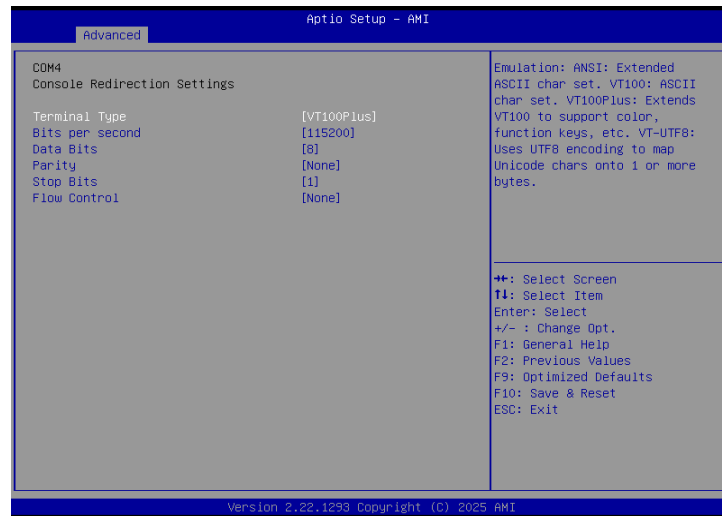 Aptio Setup – AMI
Advanced
COM4
Console Redirection Settings
Terminal Type [VT100Plus]
Bits per second [115200]
Data Bits [8]
Parity [None]
Stop Bits [1]
Flow Control [None]
Emulation: ANSI: Extended
ASCII char set. VT100: ASCII
char set. VT100Plus: Extends
VT100 to support color,
function keys, etc. VT-UTF8:
Uses UTF8 encoding to map
Unicode chars onto 1 or more
bytes.
→←: Select Screen
↑↓: Select Item
Enter: Select
+/- : Change Opt.
F1: General Help
F2: Previous Values
F9: Optimized Defaults
F10: Save & Reset
ESC: Exit
Version 2.22.1293 Copyright (C) 2025 AMI